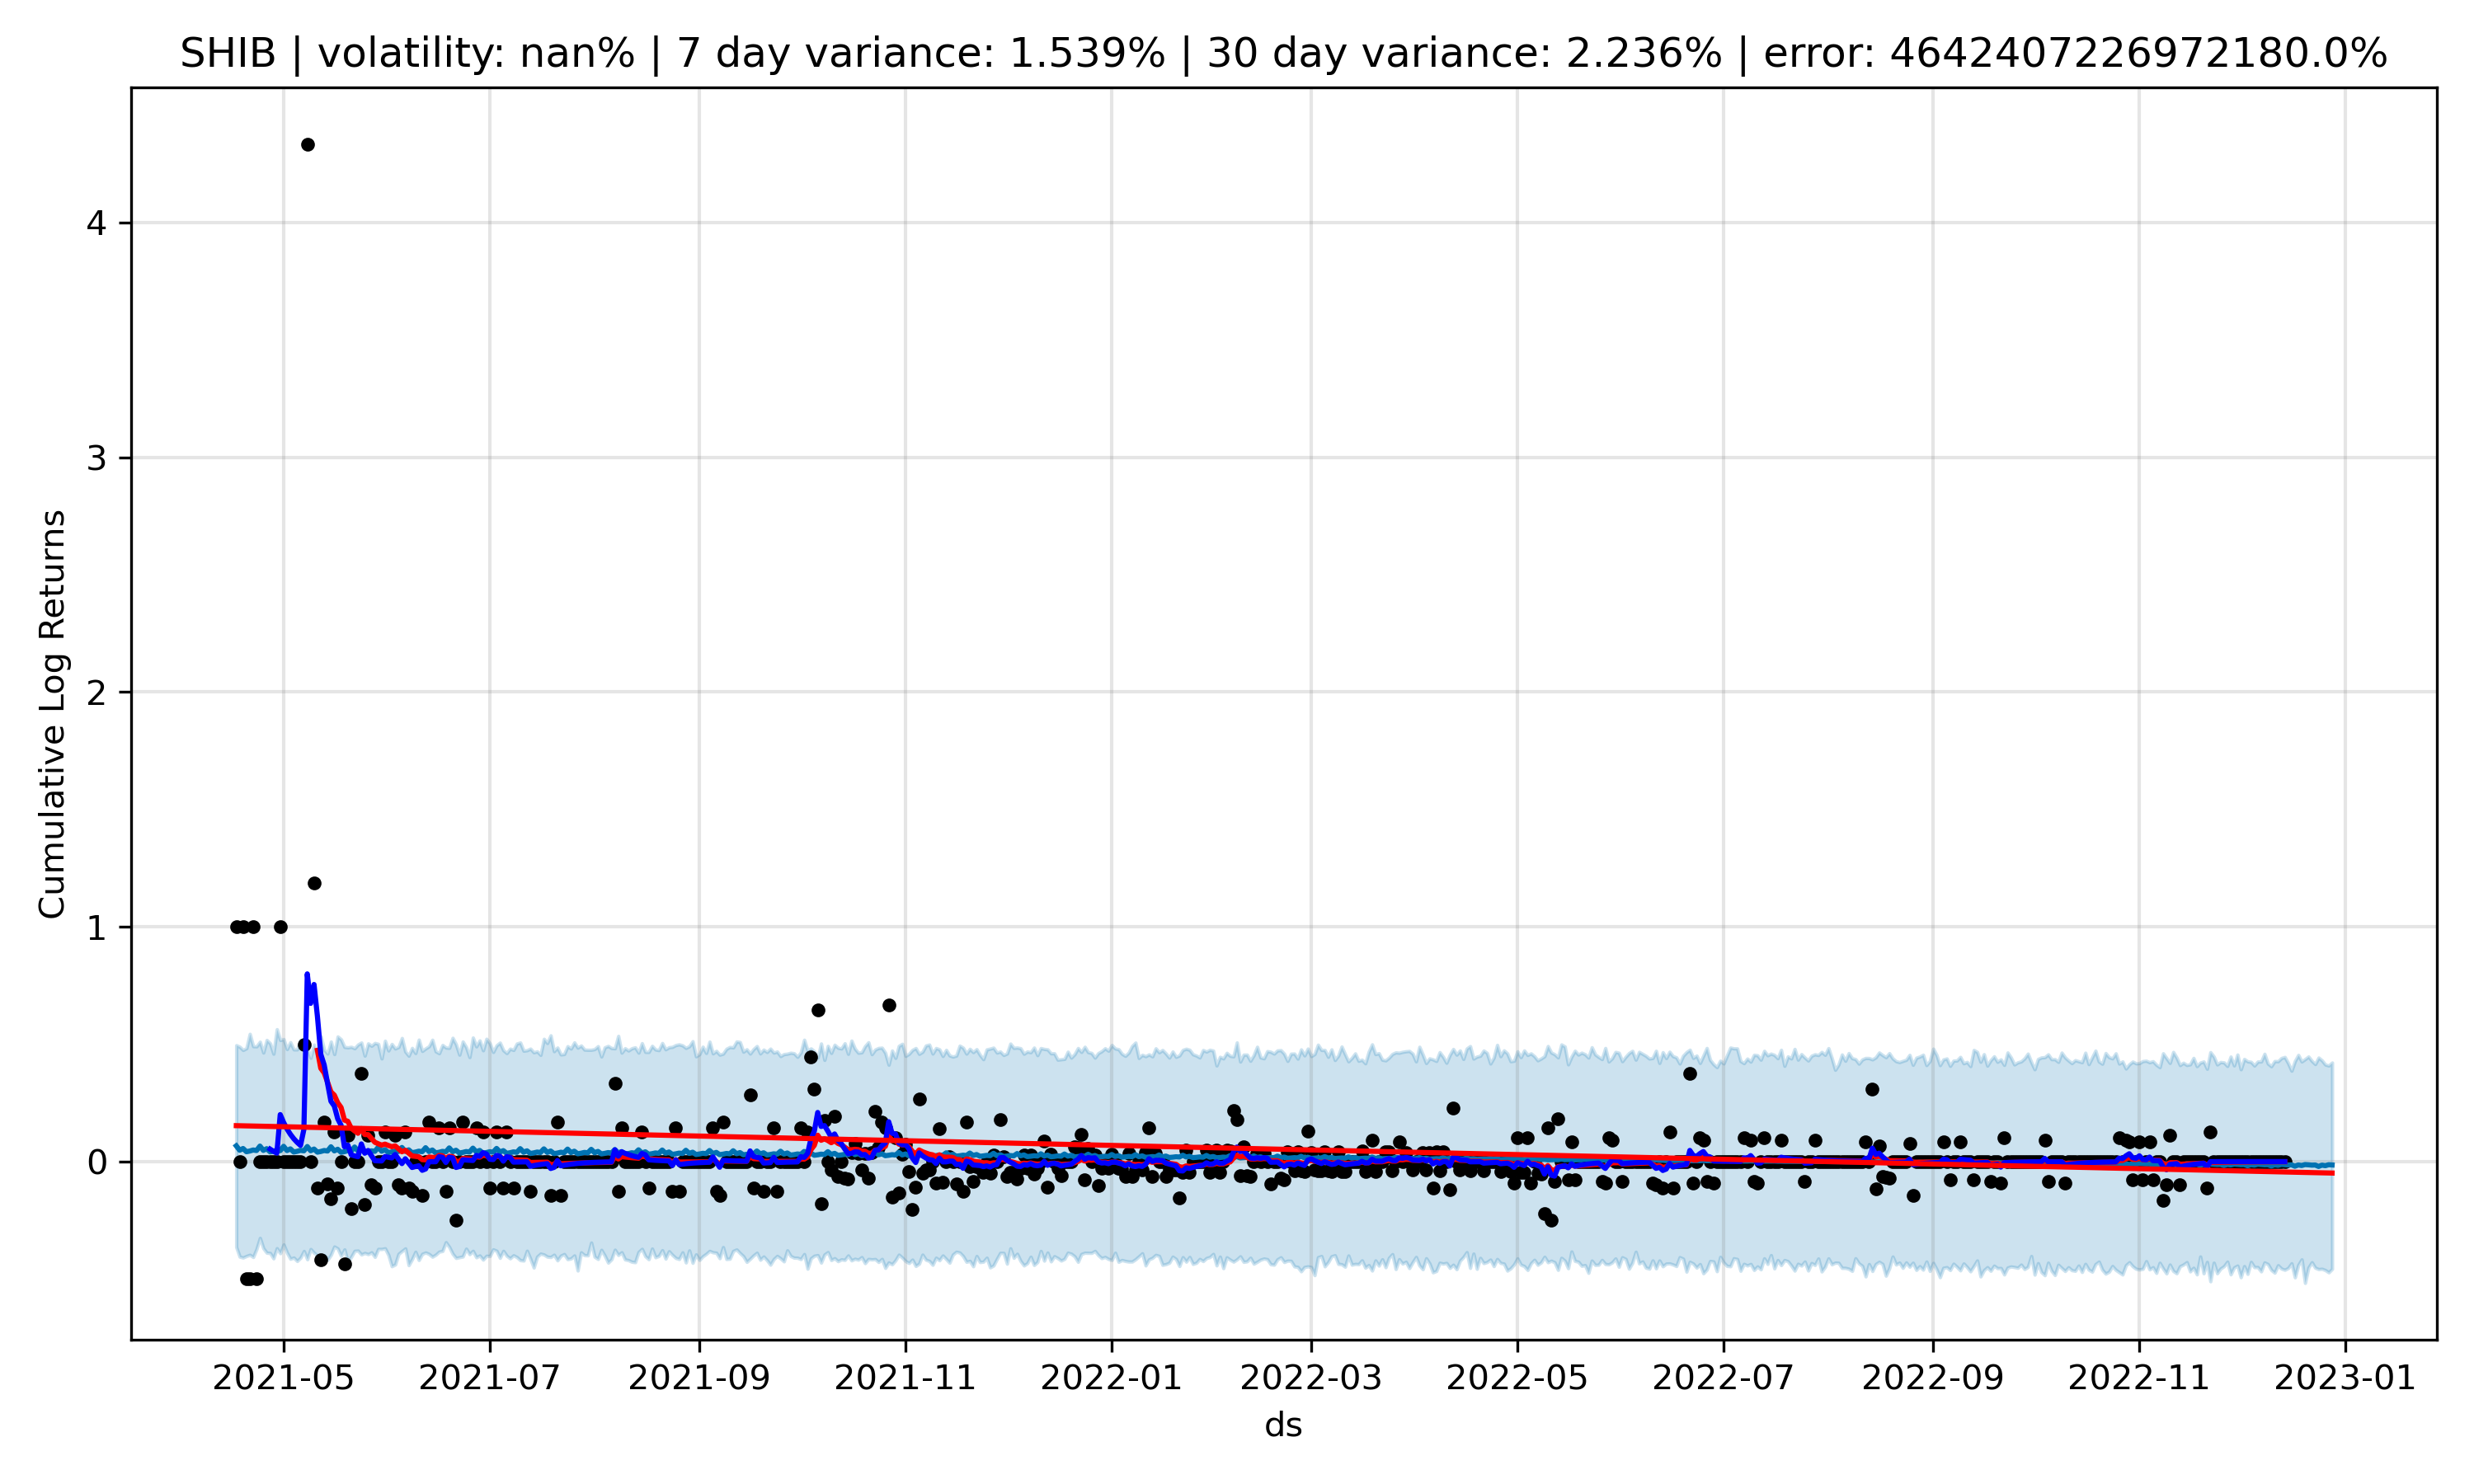 SHIB | volatility: nan% | 7 day variance: 1.539% | 30 day variance: 2.236% | error: 4642407226972180.0%
Cumulative Log Returns
4
3
2
1
0
2021-05 2021-07 2021-09 2021-11 2022-01 2022-03 2022-05 2022-07 2022-09 2022-11 2023-01
ds